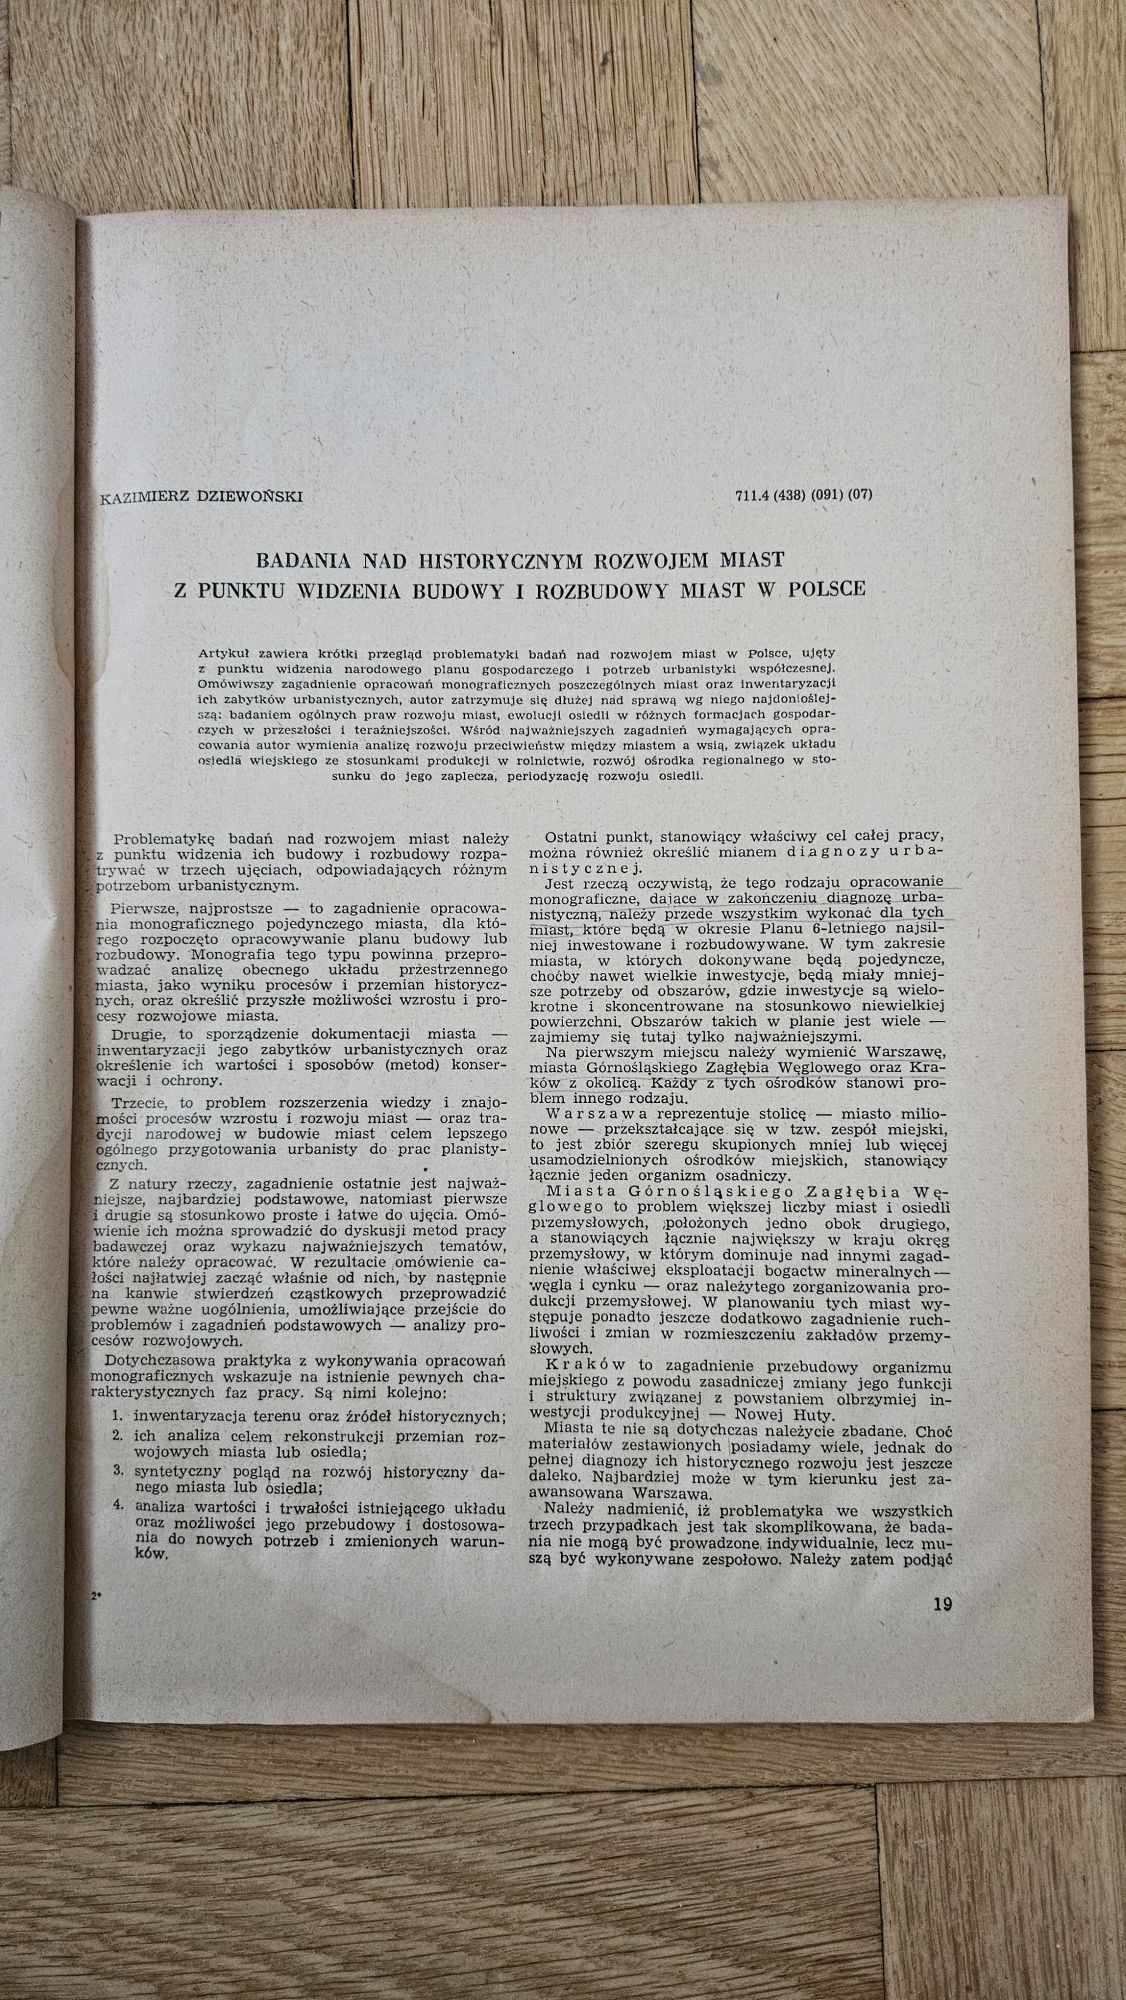 KAZIMIERZ DZIEWOŃSKI
711.4 (438) (091) (07)
BADANIA NAD HISTORYCZNYM ROZWOJEM MIAST
Z PUNKTU WIDZENIA BUDOWY I ROZBUDOWY MIAST W POLSCE
Artykuł zawiera krótki przegląd problematyki badań nad rozwojem miast w Polsce, ujęty
z punktu widzenia narodowego planu gospodarczego i potrzeb urbanistyki współczesnej.
Omówiwszy zagadnienie opracowań monograficznych poszczególnych miast oraz inwentaryzacji
ich zabytków urbanistycznych, autor zatrzymuje się dłużej nad sprawą wg niego najdonioślej-
szą: badaniem ogólnych praw rozwoju miast, ewolucji osiedli w różnych formacjach gospodar-
czych w przeszłości i teraźniejszości. Wśród najważniejszych zagadnień wymagających opra-
cowania autor wymienia analizę rozwoju przeciwieństw między miastem a wsią, związek układu
osiedla wiejskiego ze stosunkami produkcji w rolnictwie, rozwój ośrodka regionalnego w sto-
sunku do jego zaplecza, periodyzację rozwoju osiedli.
Problematykę badań nad rozwojem miast należy
z punktu widzenia ich budowy i rozbudowy rozpa-
trywać w trzech ujęciach, odpowiadających różnym
potrzebom urbanistycznym.
Pierwsze, najprostsze — to zagadnienie opracowa-
nia monograficznego pojedynczego miasta, dla któ-
rego rozpoczęto opracowywanie planu budowy lub
rozbudowy. Monografia tego typu powinna przepro-
wadzać analizę obecnego układu przestrzennego
miasta, jako wyniku procesów i przemian historycz-
nych, oraz określić przyszłe możliwości wzrostu i pro-
cesy rozwojowe miasta.
Drugie, to sporządzenie dokumentacji miasta —
inwentaryzacji jego zabytków urbanistycznych oraz
określenie ich wartości i sposobów (metod) konser-
wacji i ochrony.
Trzecie, to problem rozszerzenia wiedzy i znajo-
mości procesów wzrostu i rozwoju miast — oraz tra-
dycji narodowej w budowie miast celem lepszego
ogólnego przygotowania urbanisty do prac planisty-
cznych.
Z natury rzeczy, zagadnienie ostatnie jest najważ-
niejsze, najbardziej podstawowe, natomiast pierwsze
i drugie są stosunkowo proste i łatwe do ujęcia. Omó-
wienie ich można sprowadzić do dyskusji metod pracy
badawczej oraz wykazu najważniejszych tematów,
które należy opracować. W rezultacie omówienie ca-
łości najłatwiej zacząć właśnie od nich, by następnie
na kanwie stwierdzeń cząstkowych przeprowadzić
pewne ważne uogólnienia, umożliwiające przejście do
problemów i zagadnień podstawowych — analizy pro-
cesów rozwojowych.
Dotychczasowa praktyka z wykonywania opracowań
monograficznych wskazuje na istnienie pewnych cha-
rakterystycznych faz pracy. Są nimi kolejno:
1. inwentaryzacja terenu oraz źródeł historycznych;
2. ich analiza celem rekonstrukcji przemian roz-
wojowych miasta lub osiedla;
3. syntetyczny pogląd na rozwój historyczny da-
nego miasta lub osiedla;
4. analiza wartości i trwałości istniejącego układu
oraz możliwości jego przebudowy i dostosowa-
nia do nowych potrzeb i zmienionych warun-
ków.
2*
Ostatni punkt, stanowiący właściwy cel całej pracy,
można również określić mianem diagnozy urba-
nistycznej.
Jest rzeczą oczywistą, że tego rodzaju opracowanie
monograficzne, dające w zakończeniu diagnozę urba-
nistyczną, należy przede wszystkim wykonać dla tych
miast, które będą w okresie Planu 6-letniego najsil-
niej inwestowane i rozbudowywane. W tym zakresie
miasta, w których dokonywane będą pojedyncze,
choćby nawet wielkie inwestycje, będą miały mniej-
sze potrzeby od obszarów, gdzie inwestycje są wielo-
krotne i skoncentrowane na stosunkowo niewielkiej
powierzchni. Obszarów takich w planie jest wiele —
zajmiemy się tutaj tylko najważniejszymi.
Na pierwszym miejscu należy wymienić Warszawę,
miasta Górnośląskiego Zagłębia Węglowego oraz Kra-
ków z okolicą. Każdy z tych ośrodków stanowi pro-
blem innego rodzaju.
Warszawa reprezentuje stolicę — miasto milio-
nowe — przekształcające się w tzw. zespół miejski,
to jest zbiór szeregu skupionych mniej lub więcej
usamodzielnionych ośrodków miejskich, stanowiący
łącznie jeden organizm osadniczy.
Miasta Górnośląskiego Zagłębia Wę-
glowego to problem większej liczby miast i osiedli
przemysłowych, położonych jedno obok drugiego,
a stanowiących łącznie największy w kraju okręg
przemysłowy, w którym dominuje nad innymi zagad-
nienie właściwej eksploatacji bogactw mineralnych —
węgla i cynku — oraz należytego zorganizowania pro-
dukcji przemysłowej. W planowaniu tych miast wy-
stępuje ponadto jeszcze dodatkowo zagadnienie ruch-
liwości i zmian w rozmieszczeniu zakładów przemy-
słowych.
Kraków to zagadnienie przebudowy organizmu
miejskiego z powodu zasadniczej zmiany jego funkcji
i struktury związanej z powstaniem olbrzymiej in-
westycji produkcyjnej — Nowej Huty.
Miasta te nie są dotychczas należycie zbadane. Choć
materiałów zestawionych posiadamy wiele, jednak do
pełnej diagnozy ich historycznego rozwoju jest jeszcze
daleko. Najbardziej może w tym kierunku jest za-
awansowana Warszawa.
Należy nadmienić, iż problematyka we wszystkich
trzech przypadkach jest tak skomplikowana, że bada-
nia nie mogą być prowadzone indywidualnie, lecz mu-
szą być wykonywane zespołowo. Należy zatem podjąć
19